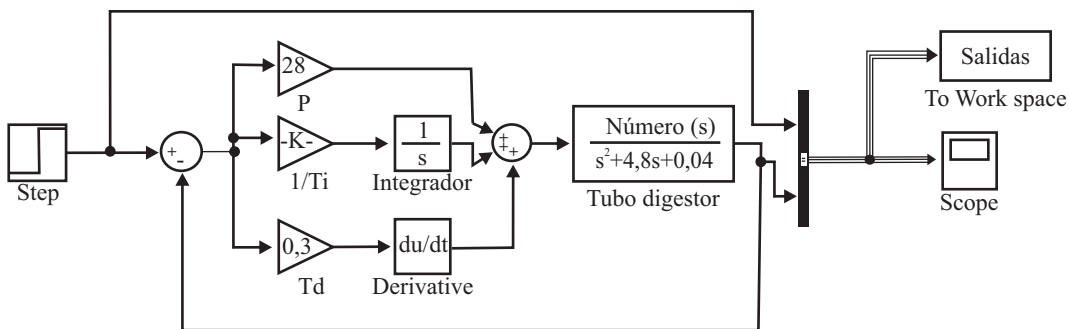 Step
+
-
28
P
-K-
1/Ti
1
s
Integrador
0,3
Td
du/dt
Derivative
+
+
+
Número (s)
s²+4,8s+0,04
Tubo digestor
Salidas
To Work space
Scope